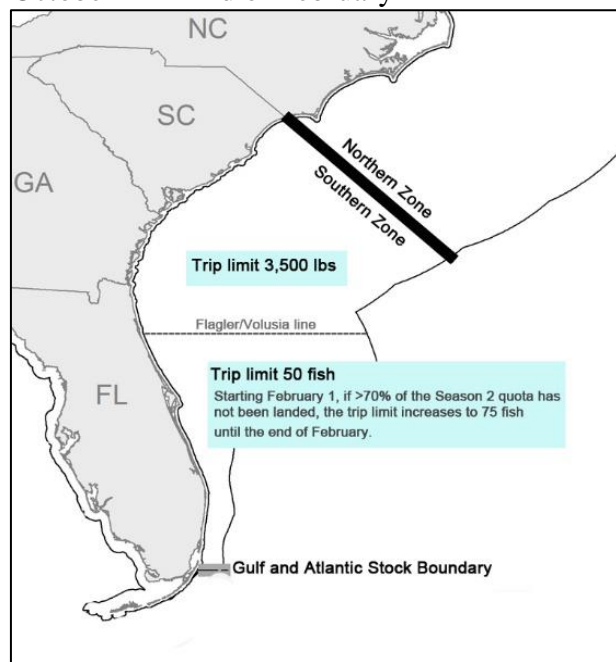 NC
SC
GA
Northern Zone
Southern Zone
Trip limit 3,500 lbs
Flagler/Volusia line
Trip limit 50 fish
FL
Starting February 1, if >70% of the Season 2 quota has
not been landed, the trip limit increases to 75 fish
until the end of February.
Gulf and Atlantic Stock Boundary